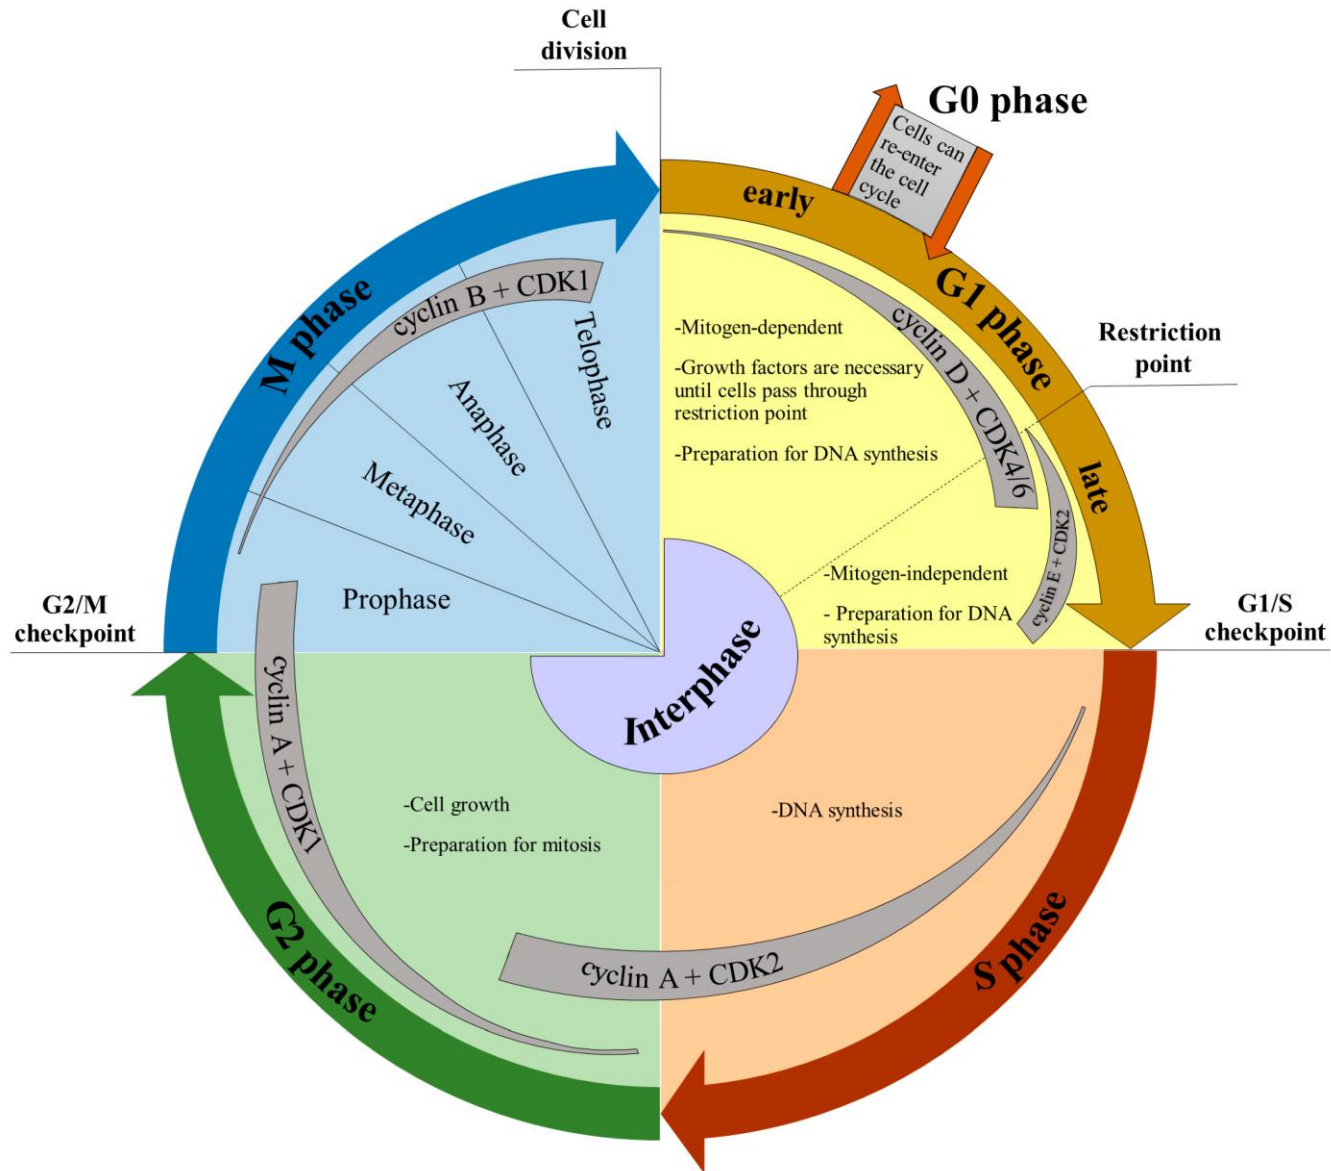 Cell
division
G0 phase
Cells can
re-enter
the cell
cycle
early
G1 phase
late
Restriction
point
cyclin D + CDK4/6
cyclin E + CDK2
-Mitogen-dependent
-Growth factors are necessary
until cells pass through
restriction point
-Preparation for DNA synthesis
-Mitogen-independent
- Preparation for DNA
synthesis
G1/S
checkpoint
M phase
cyclin B + CDK1
Telophase
Anaphase
Metaphase
Prophase
G2/M
checkpoint
Interphase
cyclin A + CDK1
-Cell growth
-Preparation for mitosis
G2 phase
-DNA synthesis
cyclin A + CDK2
S phase